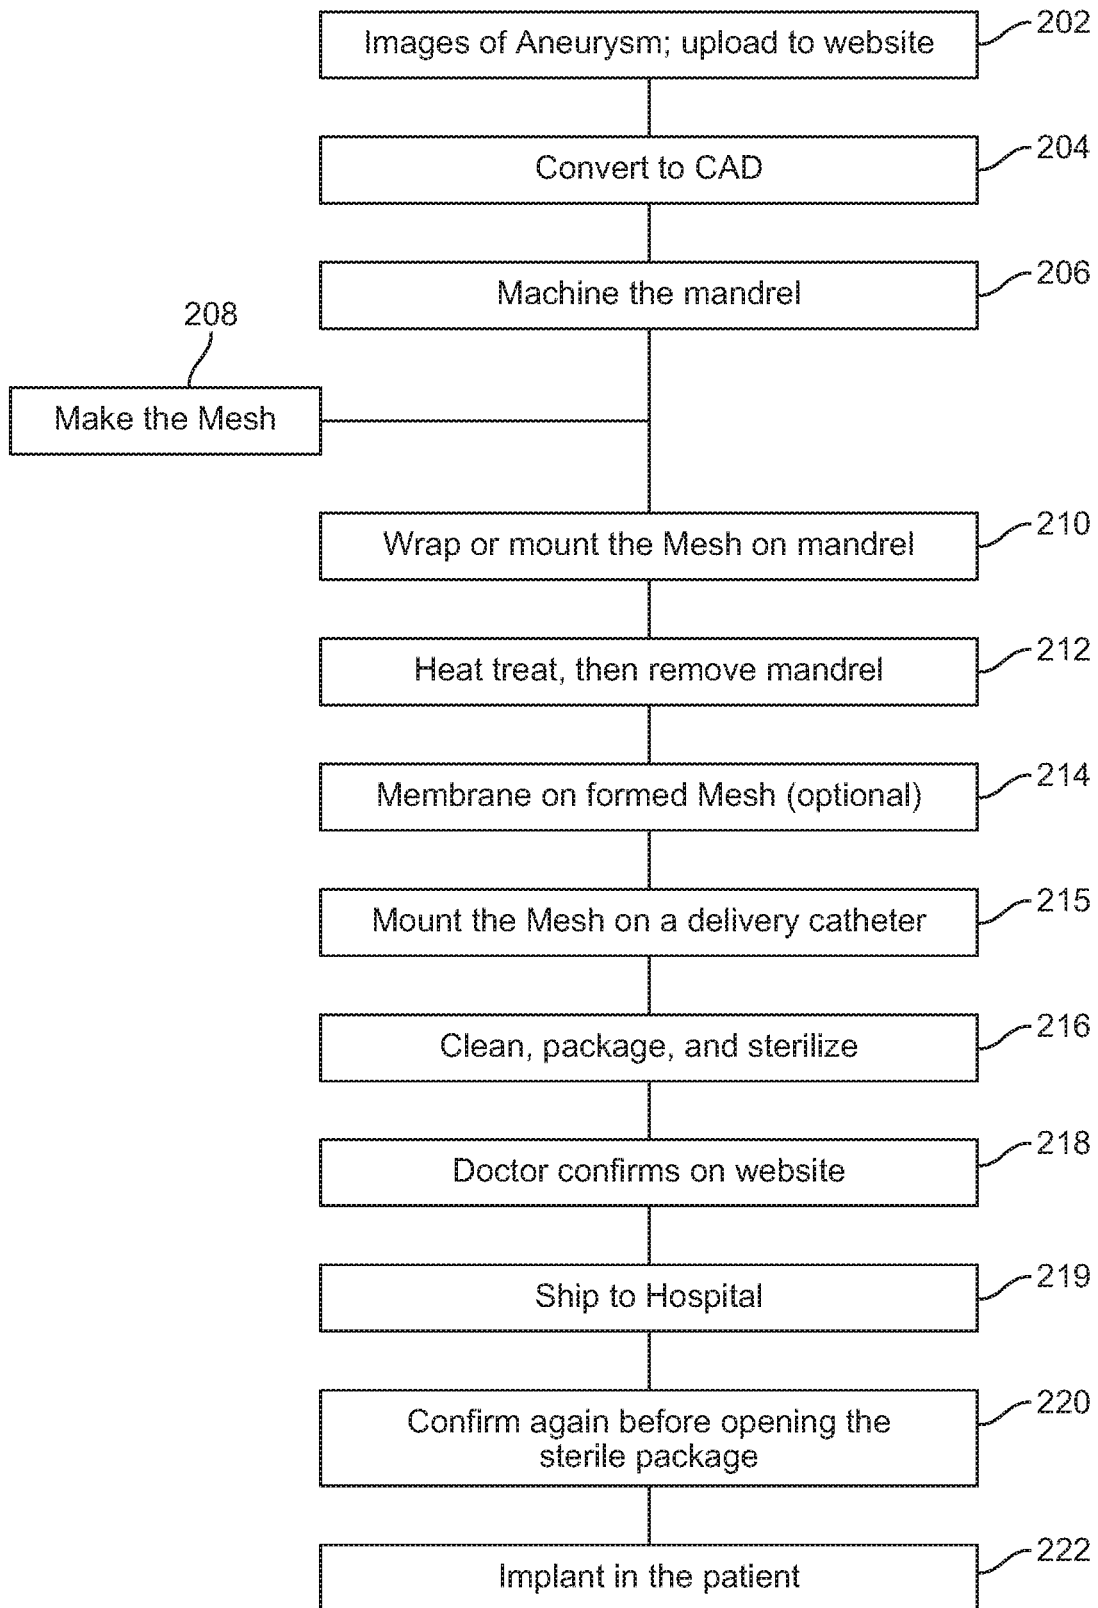 Images of Aneurysm; upload to website
202
Convert to CAD
204
Machine the mandrel
206
208
Make the Mesh
Wrap or mount the Mesh on mandrel
210
Heat treat, then remove mandrel
212
Membrane on formed Mesh (optional)
214
Mount the Mesh on a delivery catheter
215
Clean, package, and sterilize
216
Doctor confirms on website
218
Ship to Hospital
219
Confirm again before opening the
sterile package
220
Implant in the patient
222